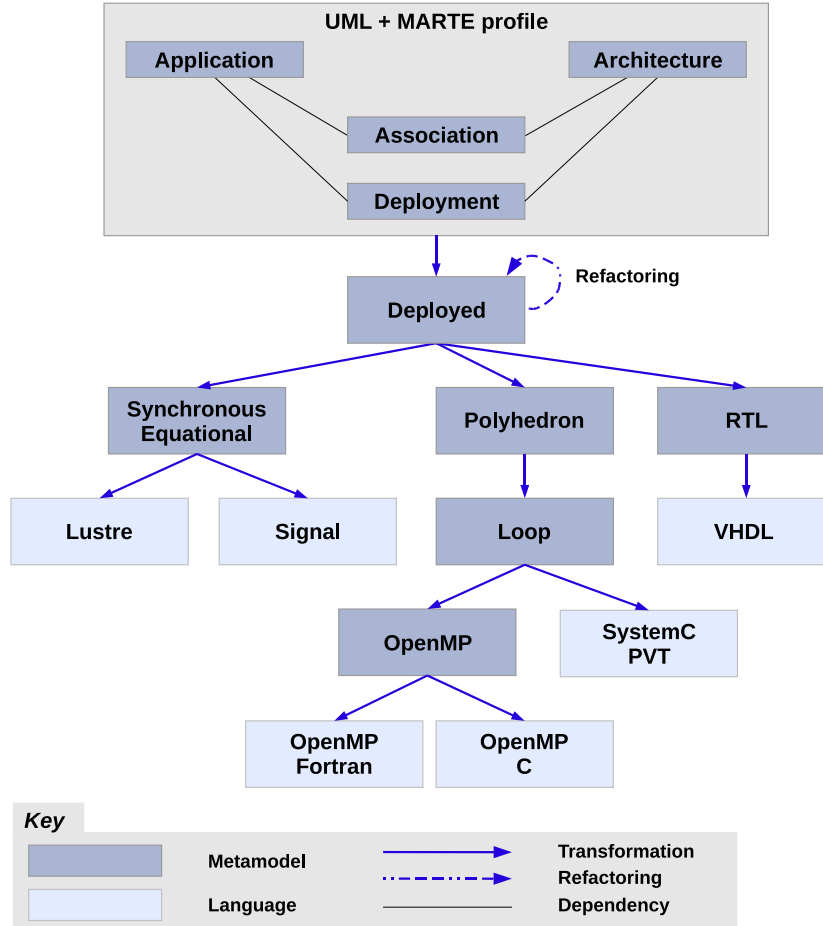 UML + MARTE profile
Application
Architecture
Association
Deployment
Deployed
Refactoring
Synchronous
Equational
Polyhedron
RTL
Lustre
Signal
Loop
VHDL
OpenMP
SystemC
PVT
OpenMP
Fortran
OpenMP
C
Key
Metamodel
Transformation
Refactoring
Language
Dependency